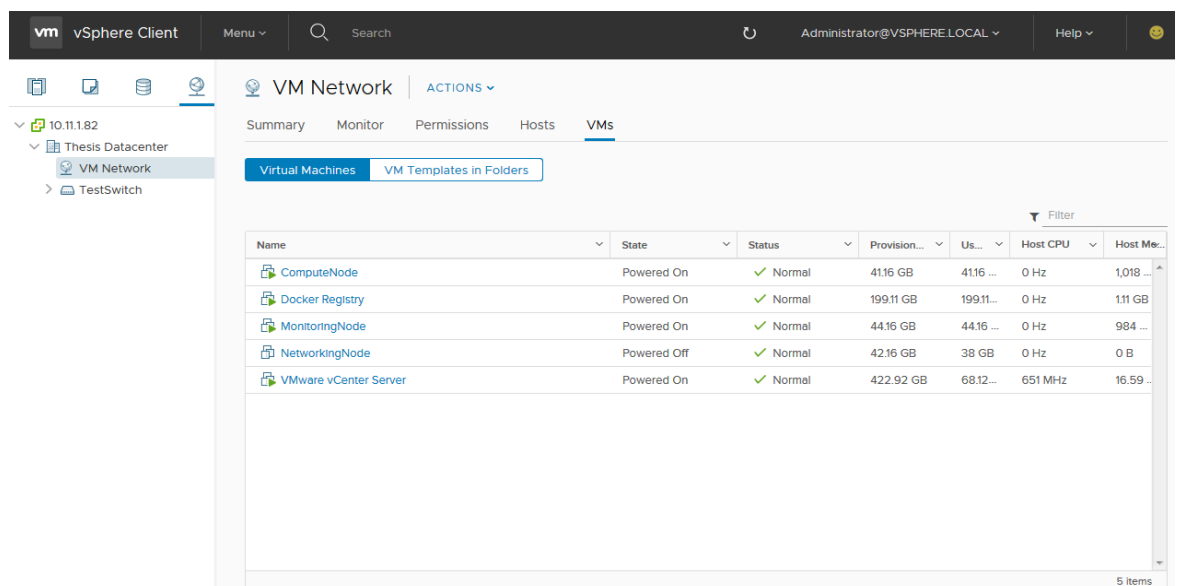 vm vSphere Client Menu Search Administrator@VSPHERE.LOCAL Help
VM Network ACTIONS
10.11.1.82
Thesis Datacenter
VM Network
TestSwitch
Summary Monitor Permissions Hosts VMs
Virtual Machines VM Templates in Folders
Filter
Name State Status Provision... Us... Host CPU Host Me...
ComputeNode Powered On Normal 41.16 GB 41.16 ... 0 Hz 1,018 ...
Docker Registry Powered On Normal 199.11 GB 199.11... 0 Hz 1.11 GB
MonitoringNode Powered On Normal 44.16 GB 44.16 ... 0 Hz 984 ...
NetworkingNode Powered Off Normal 42.16 GB 38 GB 0 Hz 0 B
VMware vCenter Server Powered On Normal 422.92 GB 68.12... 651 MHz 16.59 ..
5 items